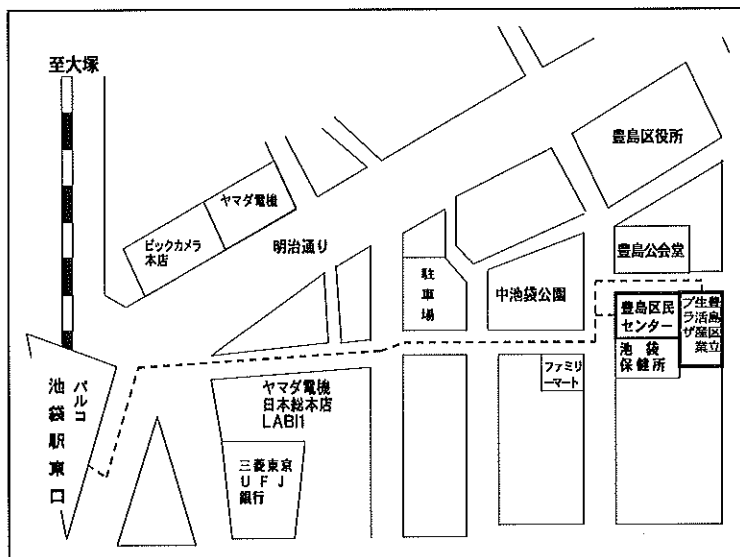 至大塚
豊島区役所
ヤマダ電機
ビックカメラ
本店
明治通り
豊島公会堂
駐車場
中池袋公園
豊島区民
センター
豊島区立
生活産業
プラザ
池袋
保健所
ファミリ
ーマート
パルコ
池袋駅東口
ヤマダ電機
日本総本店
LABI1
三菱東京
UFJ
銀行